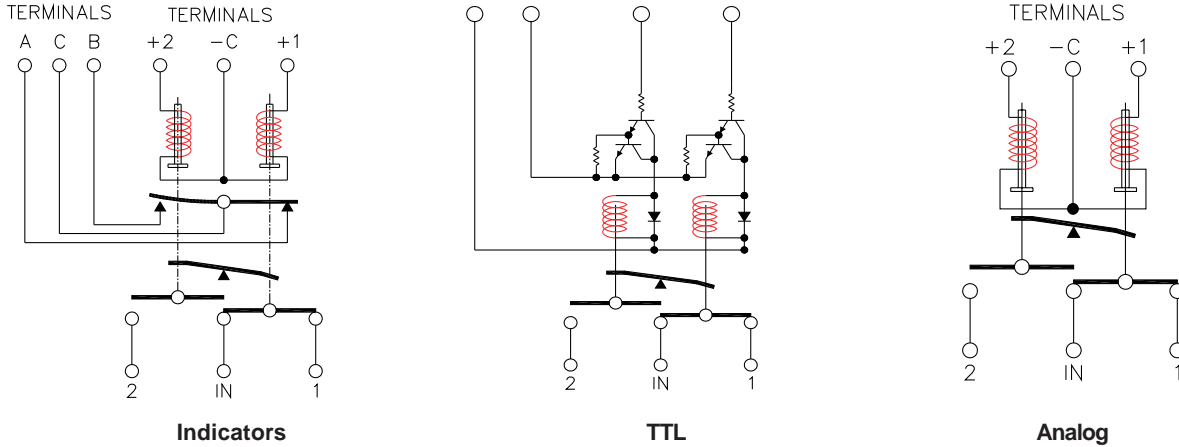 TERMINALS
TERMINALS
A C B +2 -C +1
2 IN 1
Indicators
2 IN 1
TTL
TERMINALS
+2 -C +1
2 IN 1
Analog